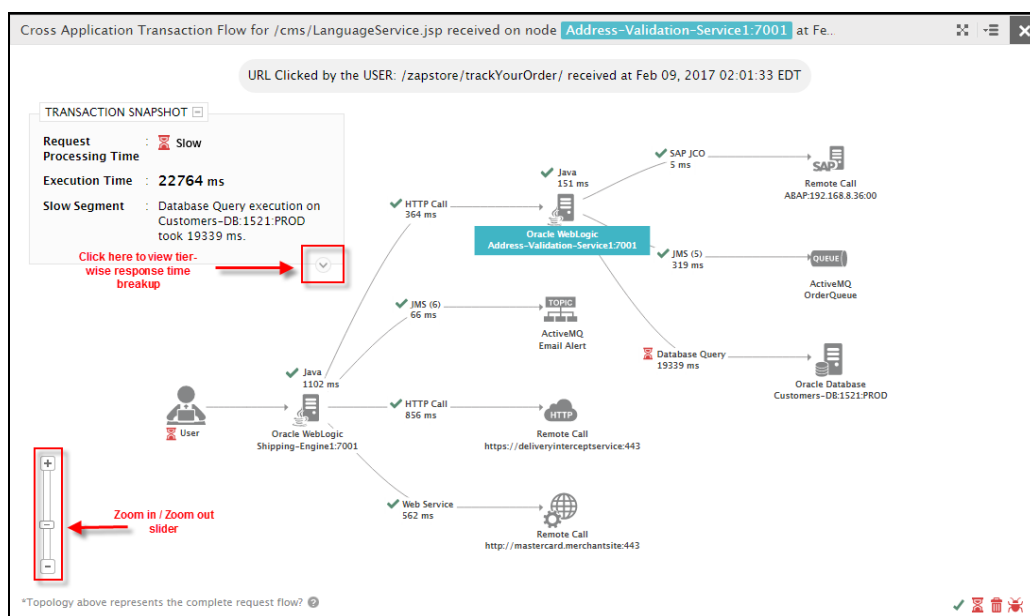 Cross Application Transaction Flow for /cms/LanguageService.jsp received on node Address-Validation-Service1:7001 at Fe..
URL Clicked by the USER: /zapstore/trackYourOrder/ received at Feb 09, 2017 02:01:33 EDT
TRANSACTION SNAPSHOT
Request Processing Time : Slow
Execution Time : 22764 ms
Slow Segment : Database Query execution on
Customers-DB:1521:PROD
took 19339 ms.
Click here to view tier-
wise response time
breakup
SAP JCO
5 ms
SAP
Remote Call
ABAP:192.168.8.36:00
Java
151 ms
HTTP Call
364 ms
Oracle WebLogic
Address-Validation-Service1:7001
JMS (5)
319 ms
QUEUE
ActiveMQ
OrderQueue
JMS (6)
66 ms
TOPIC
ActiveMQ
Email Alert
Database Query
19339 ms
Oracle Database
Customers-DB:1521:PROD
Java
1102 ms
User
Oracle WebLogic
Shipping-Engine1:7001
HTTP Call
856 ms
HTTP
Remote Call
https://deliveryinterceptservice:443
Web Service
562 ms
Remote Call
http://mastercard.merchantsite:443
Zoom in / Zoom out
slider
*Topology above represents the complete request flow? ?